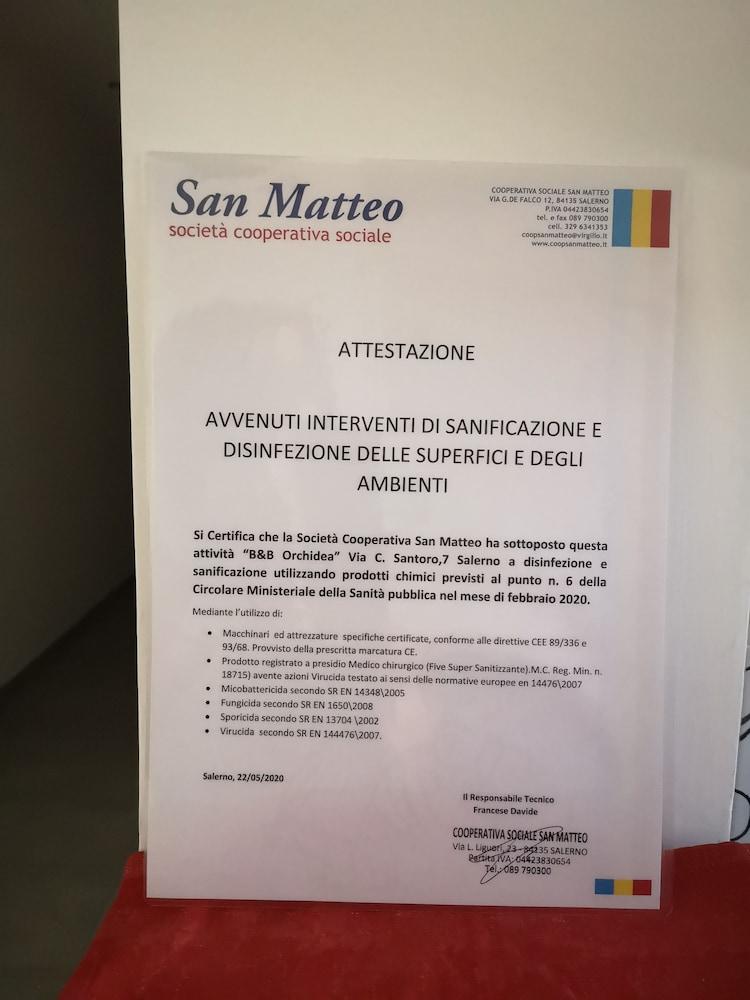 San Matteo
società cooperativa sociale
COOPERATIVA SOCIALE SAN MATTEO
VIA G.DE FALCO 12, 84135 SALERNO
P.IVA 04423830654
tel. e fax 089 790300
cell. 329 6341353
coopsanmatteo@virgilio.it
www.coopsanmatteo.it
ATTESTAZIONE
AVVENUTI INTERVENTI DI SANIFICAZIONE E
DISINFEZIONE DELLE SUPERFICI E DEGLI
AMBIENTI
Si Certifica che la Società Cooperativa San Matteo ha sottoposto questa
attività “B&B Orchidea” Via C. Santoro,7 Salerno a disinfezione e
sanificazione utilizzando prodotti chimici previsti al punto n. 6 della
Circolare Ministeriale della Sanità pubblica nel mese di febbraio 2020.
Mediante l’utilizzo di:
• Macchinari ed attrezzature specifiche certificate, conforme alle direttive CEE 89/336 e
93/68. Provvisto della prescritta marcatura CE.
• Prodotto registrato a presidio Medico chirurgico (Five Super Sanitizzante).M.C. Reg. Min. n.
18715) avente azioni Virucida testato ai sensi delle normative europee en 14476\2007
• Micobattericida secondo SR EN 14348\2005
• Fungicida secondo SR EN 1650\2008
• Sporicida secondo SR EN 13704 \2002
• Virucida secondo SR EN 144476\2007.
Salerno, 22/05/2020
Il Responsabile Tecnico
Francese Davide
COOPERATIVA SOCIALE SAN MATTEO
Via L. Liguori, 23 - 84135 SALERNO
Partita IVA: 04423830654
Tel.: 089 790300